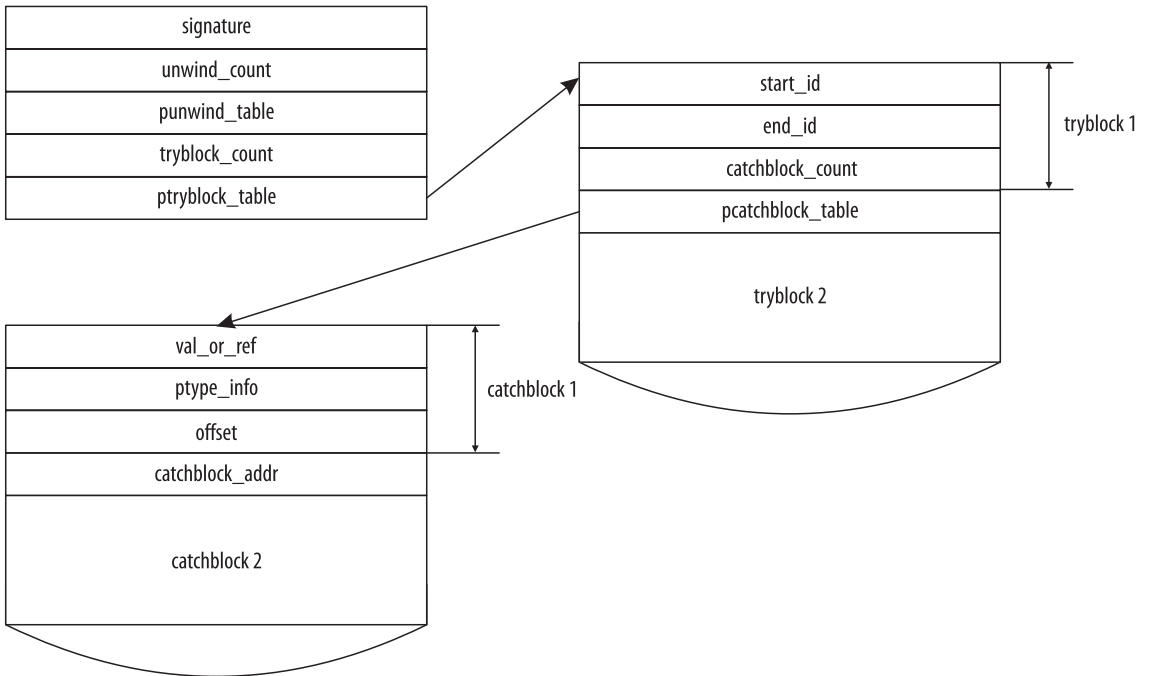 signature
unwind_count
punwind_table
tryblock_count
ptryblock_table
start_id
end_id
catchblock_count
pcatchblock_table
tryblock 2
tryblock 1
val_or_ref
ptype_info
offset
catchblock_addr
catchblock 2
catchblock 1